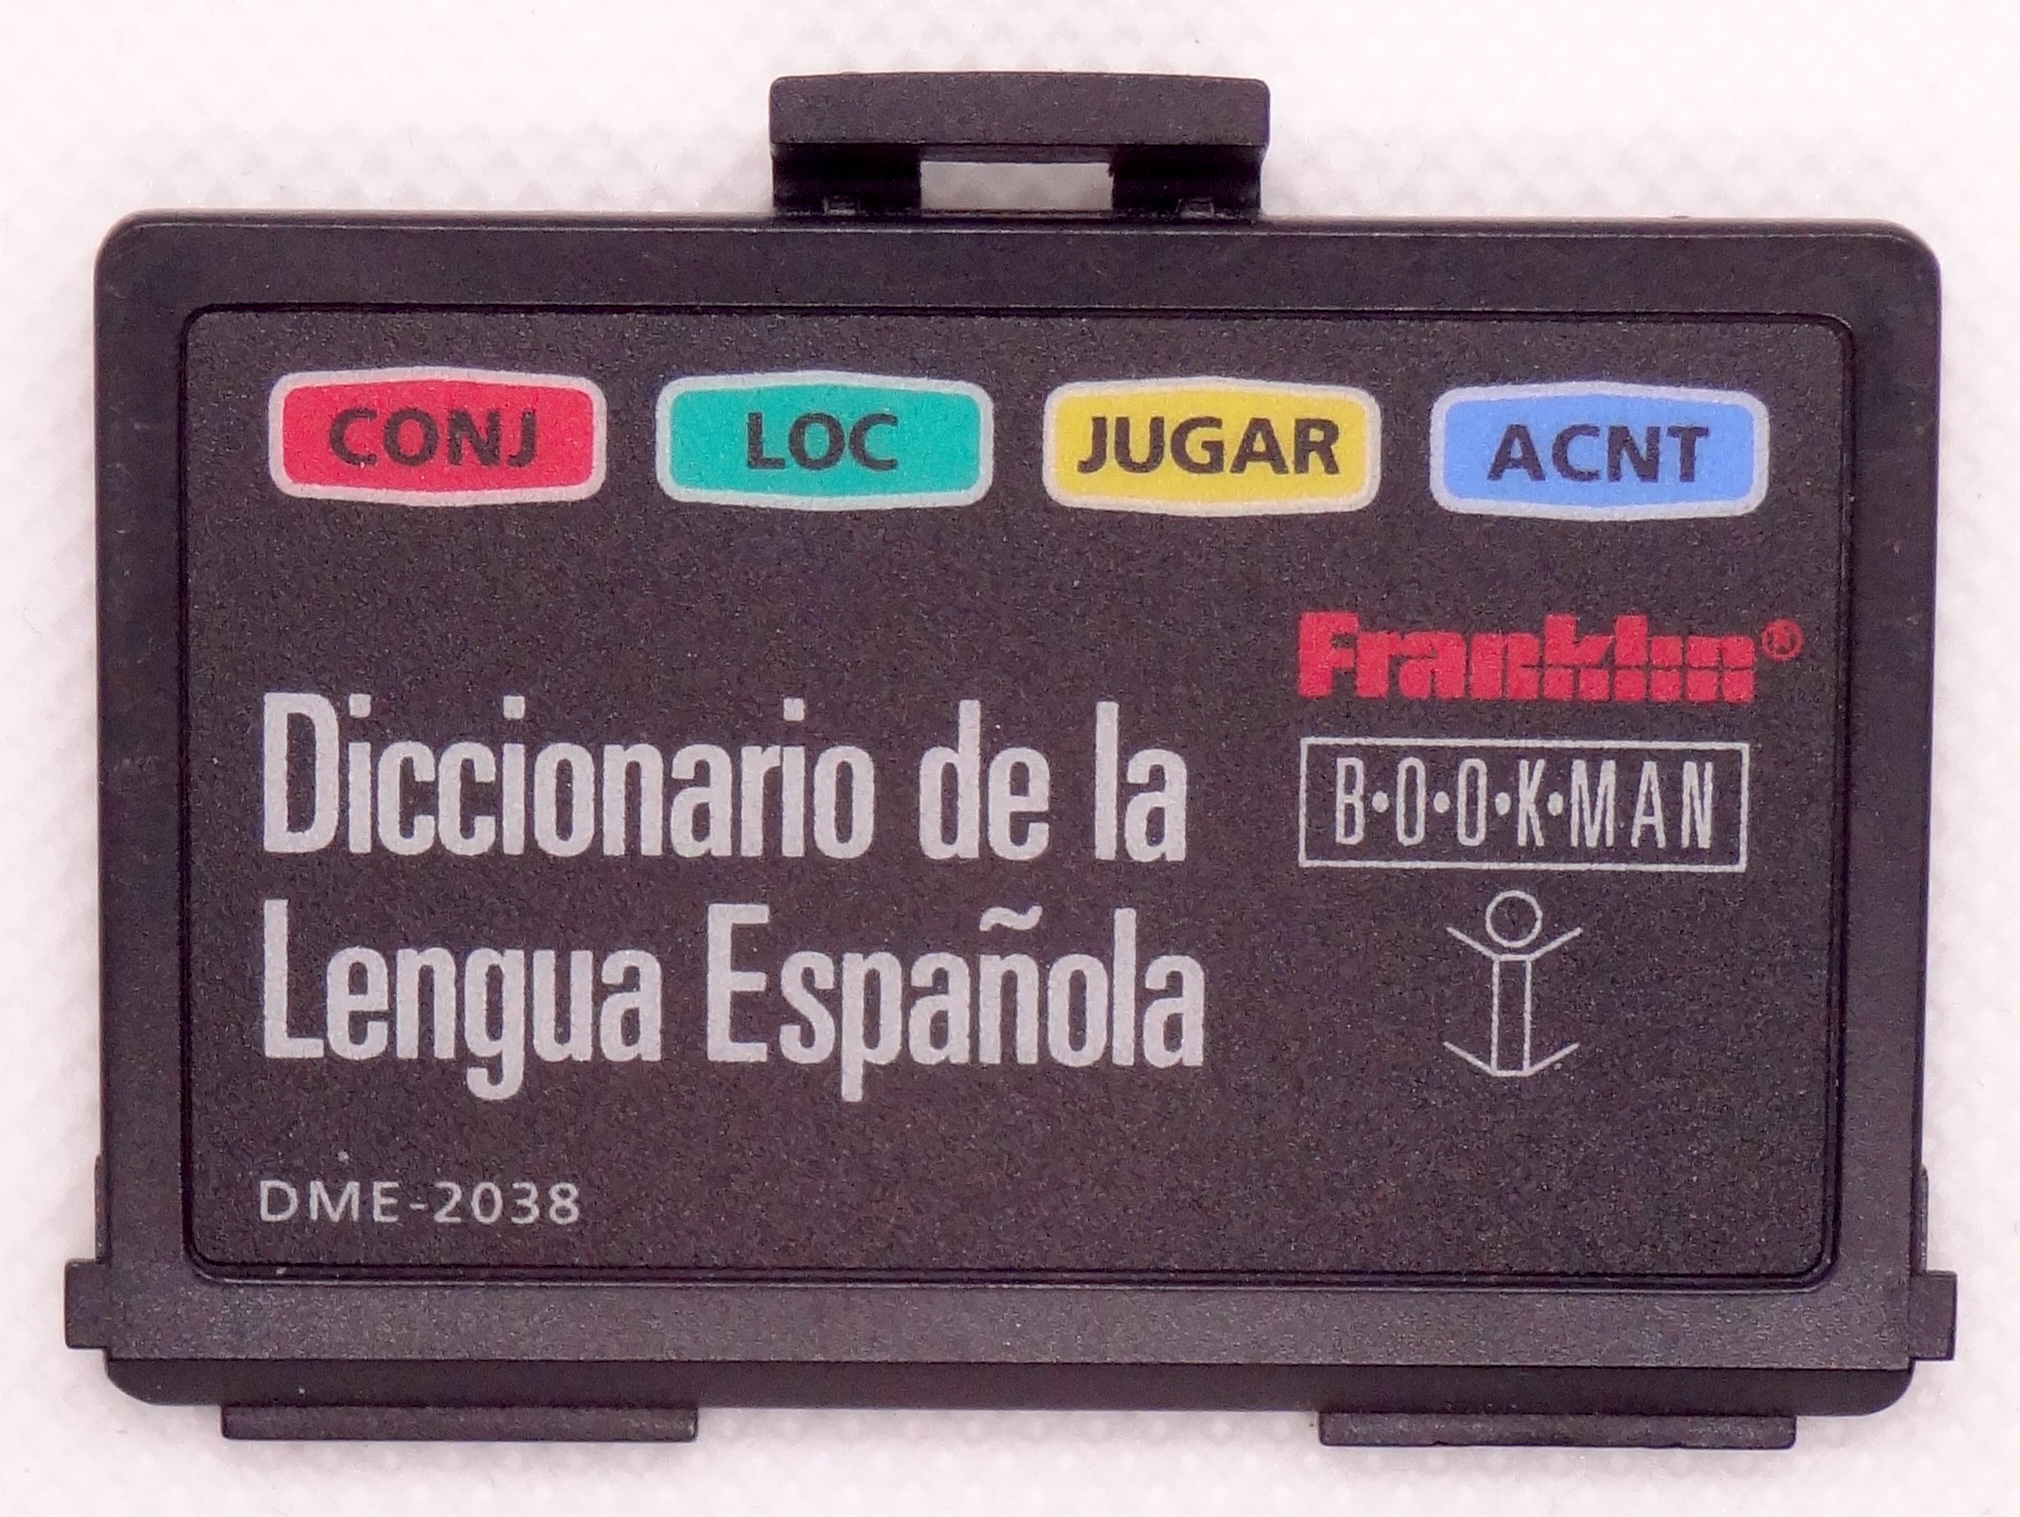 CONJ LOC JUGAR ACNT
Franklin®
B•O•O•K•MAN
Diccionario de la
Lengua Española
DME-2038